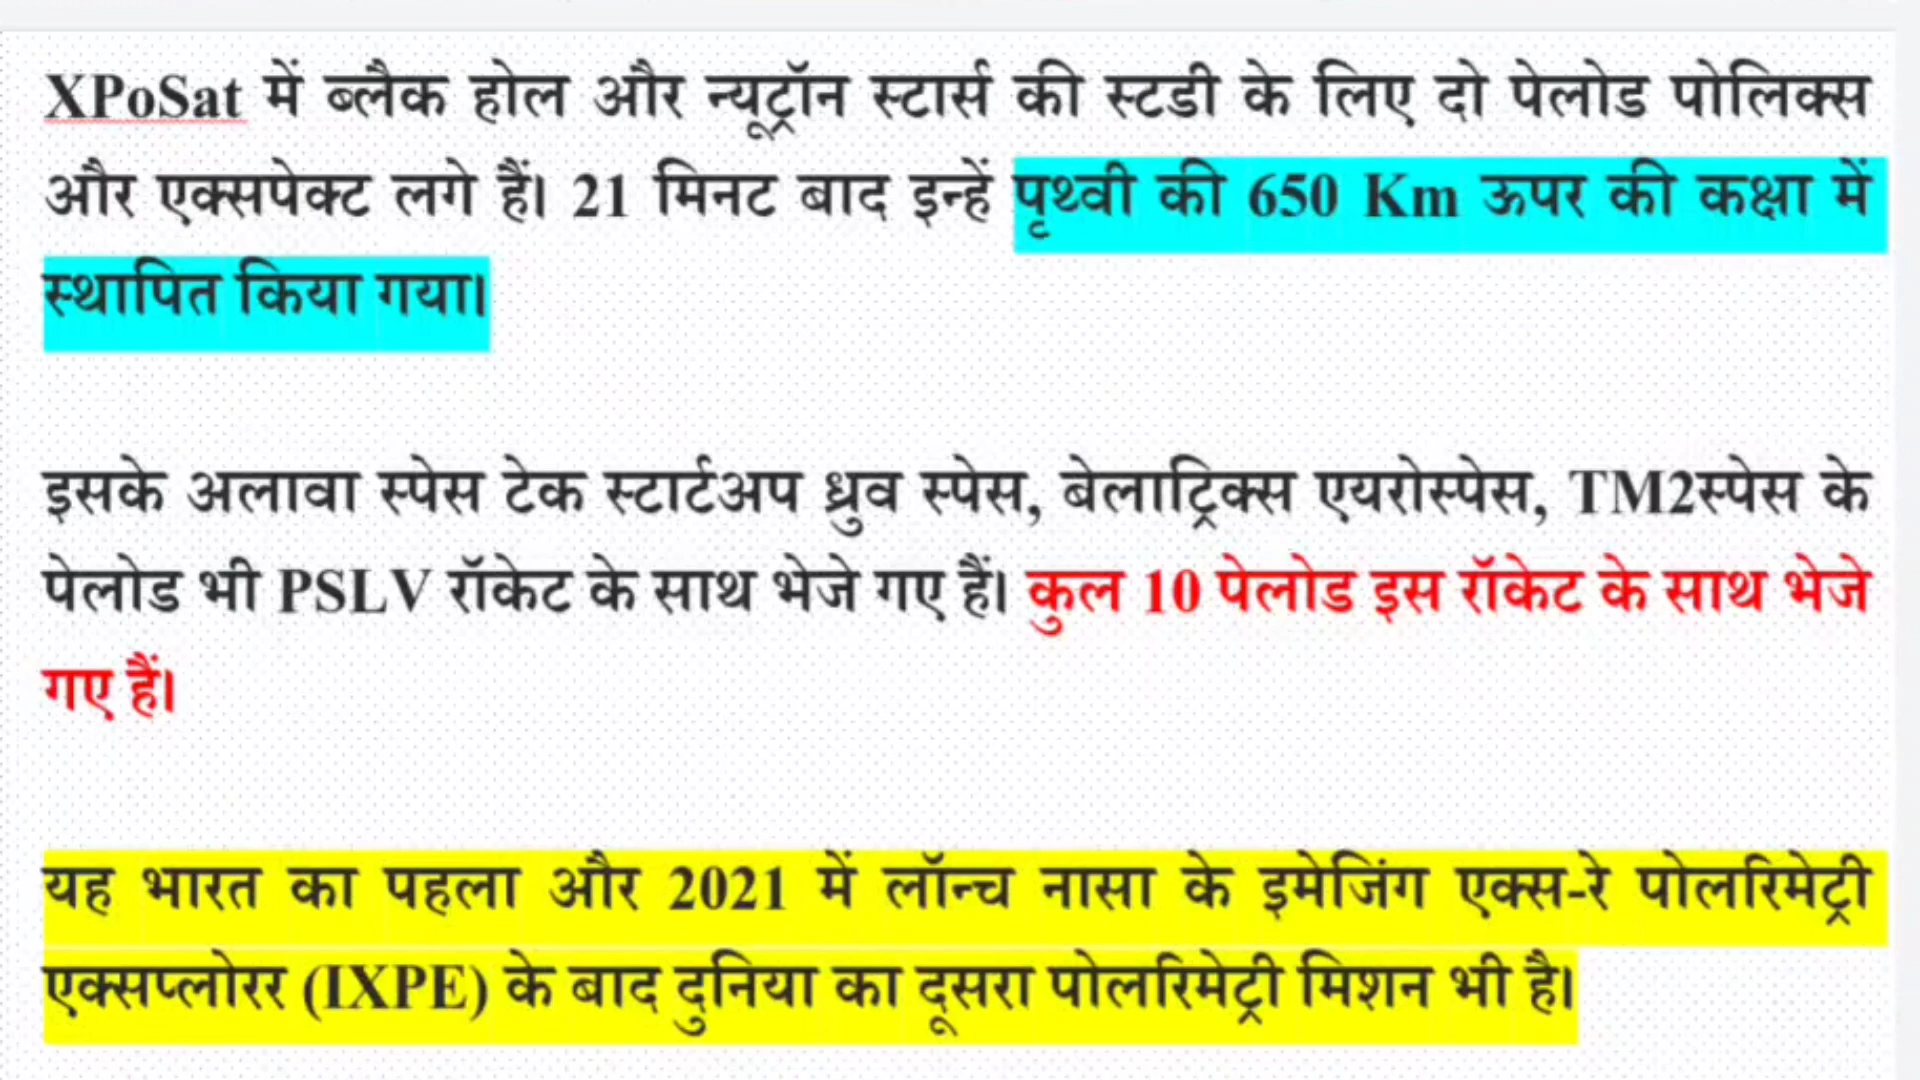 XPoSat में ब्लैक होल और न्यूट्रॉन स्टार्स की स्टडी के लिए दो पेलोड पोलिक्स
और एक्सपेक्ट लगे हैं। 21 मिनट बाद इन्हें पृथ्वी की 650 Km ऊपर की कक्षा में
स्थापित किया गया।
इसके अलावा स्पेस टेक स्टार्टअप ध्रुव स्पेस, बेलाट्रिक्स एयरोस्पेस, TM2स्पेस के
पेलोड भी PSLV रॉकेट के साथ भेजे गए हैं। कुल 10 पेलोड इस रॉकेट के साथ भेजे
गए हैं।
यह भारत का पहला और 2021 में लॉन्च नासा के इमेजिंग एक्स-रे पोलरिमेट्री
एक्सप्लोरर (IXPE) के बाद दुनिया का दूसरा पोलरिमेट्री मिशन भी है।